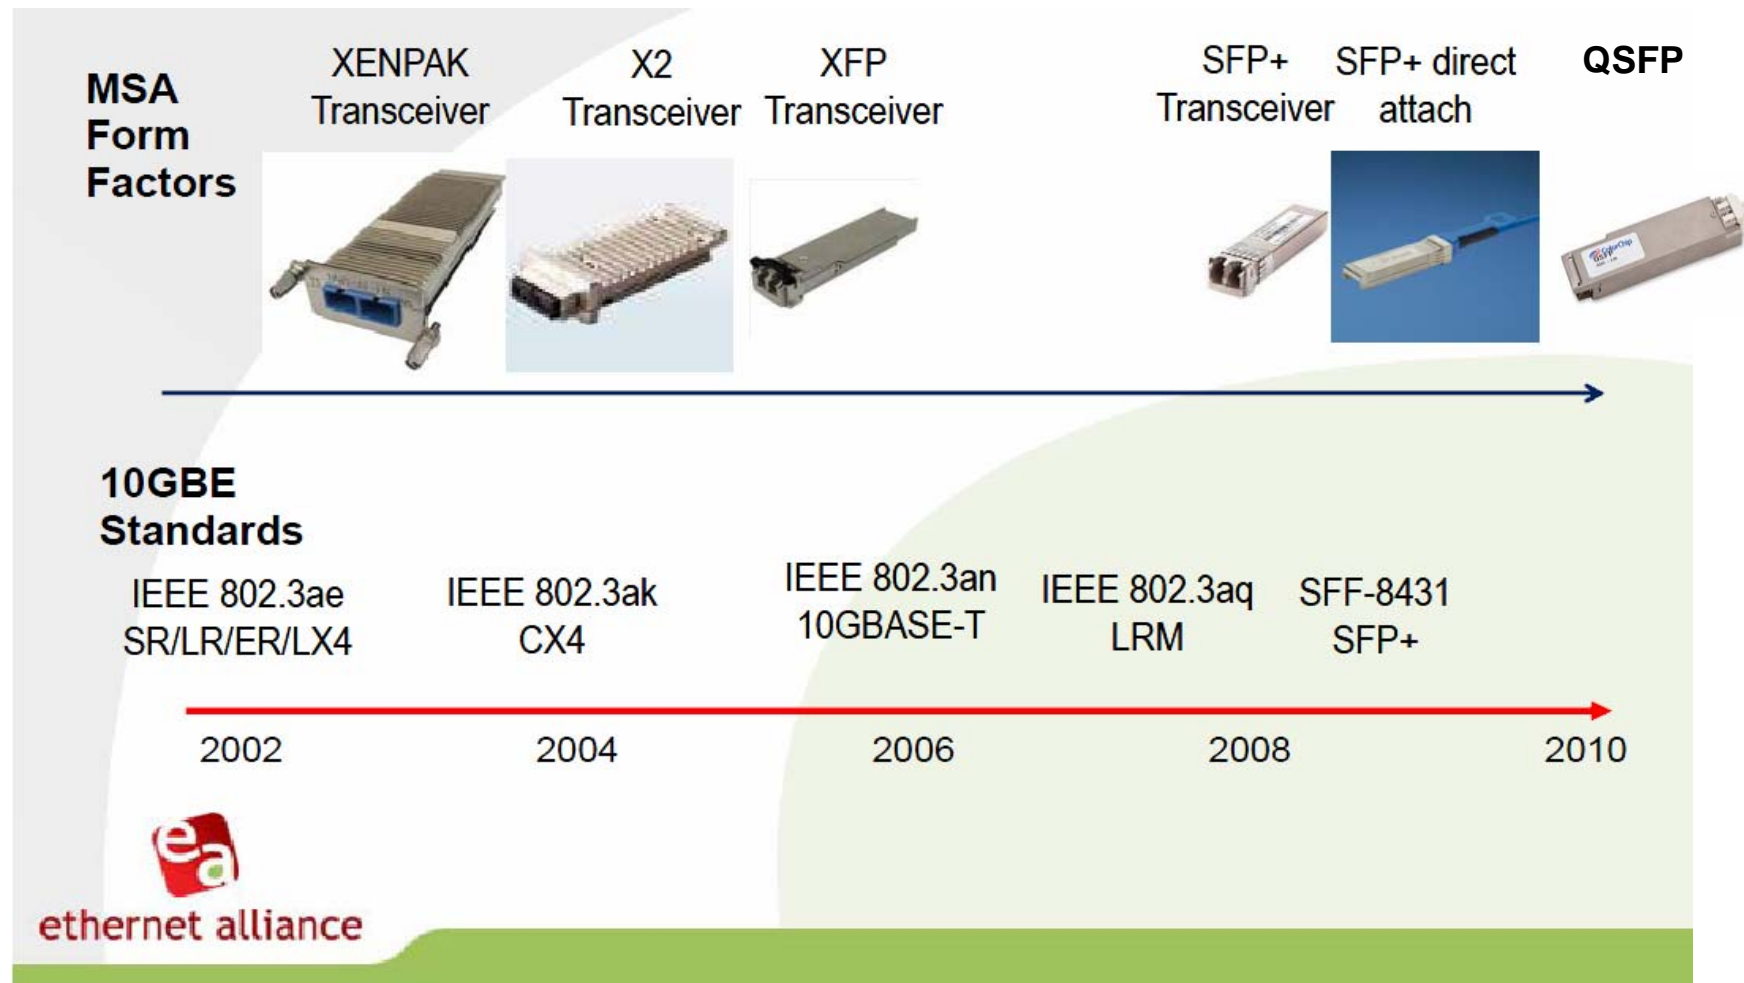 MSA
Form
Factors
XENPAK
Transceiver
X2
Transceiver
XFP
Transceiver
SFP+
Transceiver
SFP+ direct
attach
QSFP
QSFP
10GBE
Standards
IEEE 802.3ae
SR/LR/ER/LX4
IEEE 802.3ak
CX4
IEEE 802.3an
10GBASE-T
IEEE 802.3aq
LRM
SFF-8431
SFP+
2002
2004
2006
2008
2010
ea
ethernet alliance